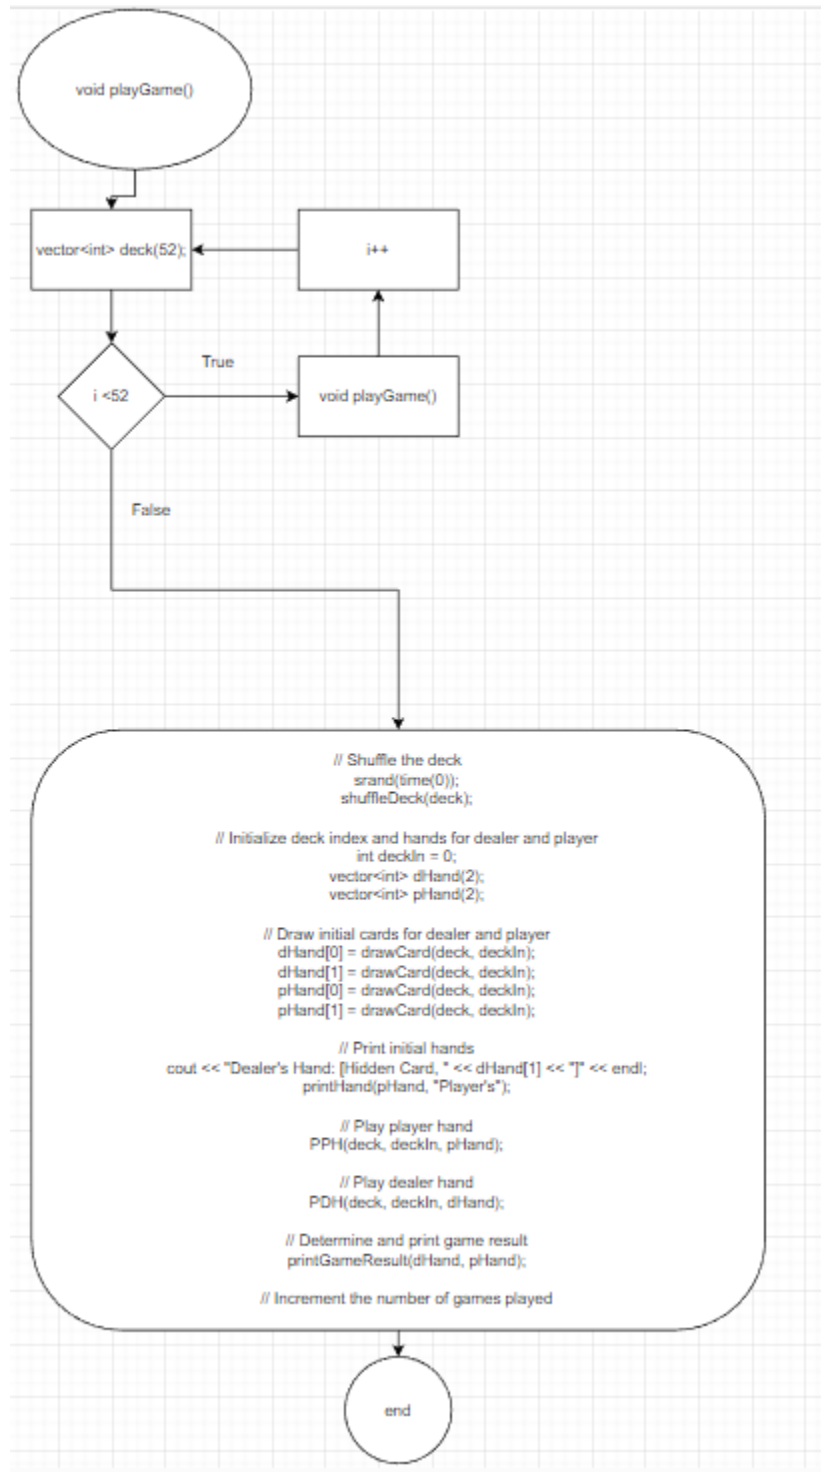 void playGame()
vector<int> deck(52);
i++
True
i <52
void playGame()
False
// Shuffle the deck
srand(time(0));
shuffleDeck(deck);
// Initialize deck index and hands for dealer and player
int deckIn = 0;
vector<int> dHand(2);
vector<int> pHand(2);
// Draw initial cards for dealer and player
dHand[0] = drawCard(deck, deckIn);
dHand[1] = drawCard(deck, deckIn);
pHand[0] = drawCard(deck, deckIn);
pHand[1] = drawCard(deck, deckIn);
// Print initial hands
cout << "Dealer's Hand: [Hidden Card, " << dHand[1] << "]" << endl;
printHand(pHand, "Player's");
// Play player hand
PPH(deck, deckIn, pHand);
// Play dealer hand
PDH(deck, deckIn, dHand);
// Determine and print game result
printGameResult(dHand, pHand);
// Increment the number of games played
end